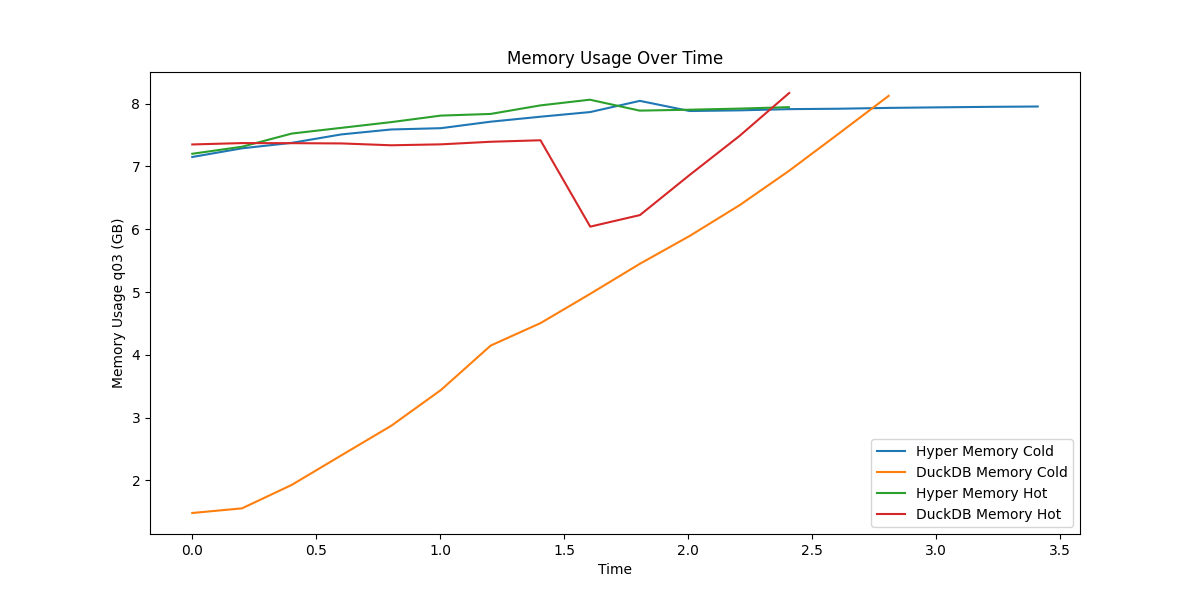 Memory Usage Over Time
Memory Usage q03 (GB)
8
7
6
5
4
3
2
0.0 0.5 1.0 1.5 2.0 2.5 3.0 3.5
Time
Hyper Memory Cold
DuckDB Memory Cold
Hyper Memory Hot
DuckDB Memory Hot